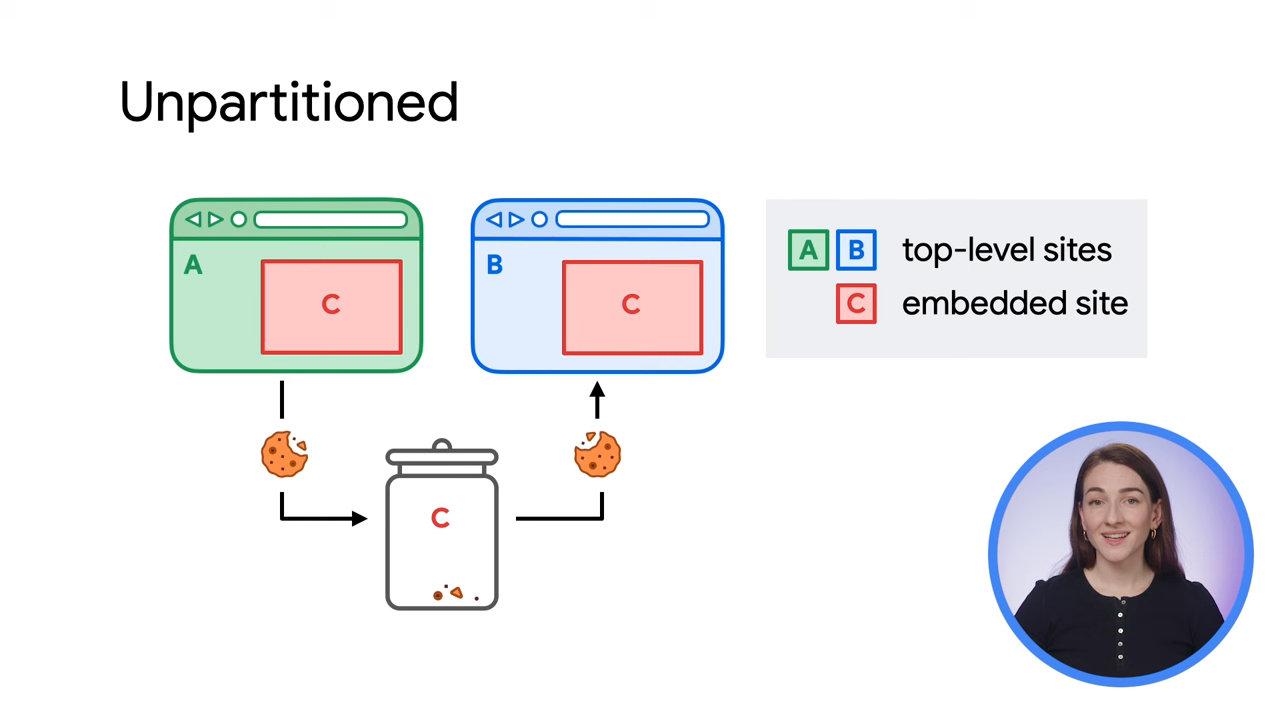 Unpartitioned
A
C
B
C
A B top-level sites
C embedded site
C